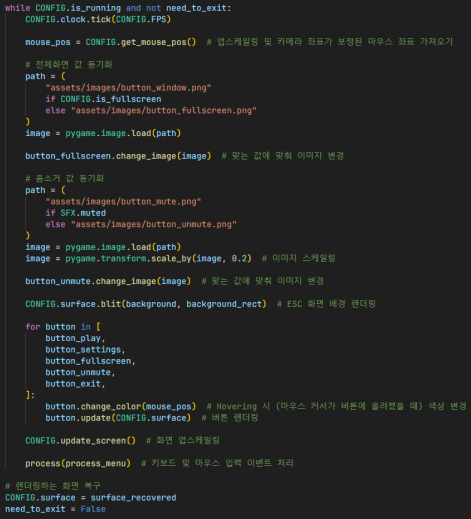 while CONFIG.is_running and not need_to_exit:
    CONFIG.clock.tick(CONFIG.FPS)

    mouse_pos = CONFIG.get_mouse_pos()  # 업스케일링 및 카메라 좌표가 보정된 마우스 좌표 가져오기

    # 전체화면 값 동기화
    path = (
        "assets/images/button_window.png"
        if CONFIG.is_fullscreen
        else "assets/images/button_fullscreen.png"
    )
    image = pygame.image.load(path)

    button_fullscreen.change_image(image)  # 맞는 값에 맞춰 이미지 변경

    # 음소거 값 동기화
    path = (
        "assets/images/button_mute.png"
        if SFX.muted
        else "assets/images/button_unmute.png"
    )
    image = pygame.image.load(path)
    image = pygame.transform.scale_by(image, 0.2)  # 이미지 스케일링

    button_unmute.change_image(image)  # 맞는 값에 맞춰 이미지 변경

    CONFIG.surface.blit(background, background_rect)  # ESC 화면 배경 렌더링

    for button in [
        button_play,
        button_settings,
        button_fullscreen,
        button_unmute,
        button_exit,
    ]:
        button.change_color(mouse_pos)  # Hovering 시 (마우스 커서가 버튼에 올려졌을 때) 색상 변경
        button.update(CONFIG.surface)  # 버튼 렌더링

    CONFIG.update_screen()  # 화면 업스케일링

    process(process_menu)  # 키보드 및 마우스 입력 이벤트 처리

# 렌더링하는 화면 복구
CONFIG.surface = surface_recovered
need_to_exit = False